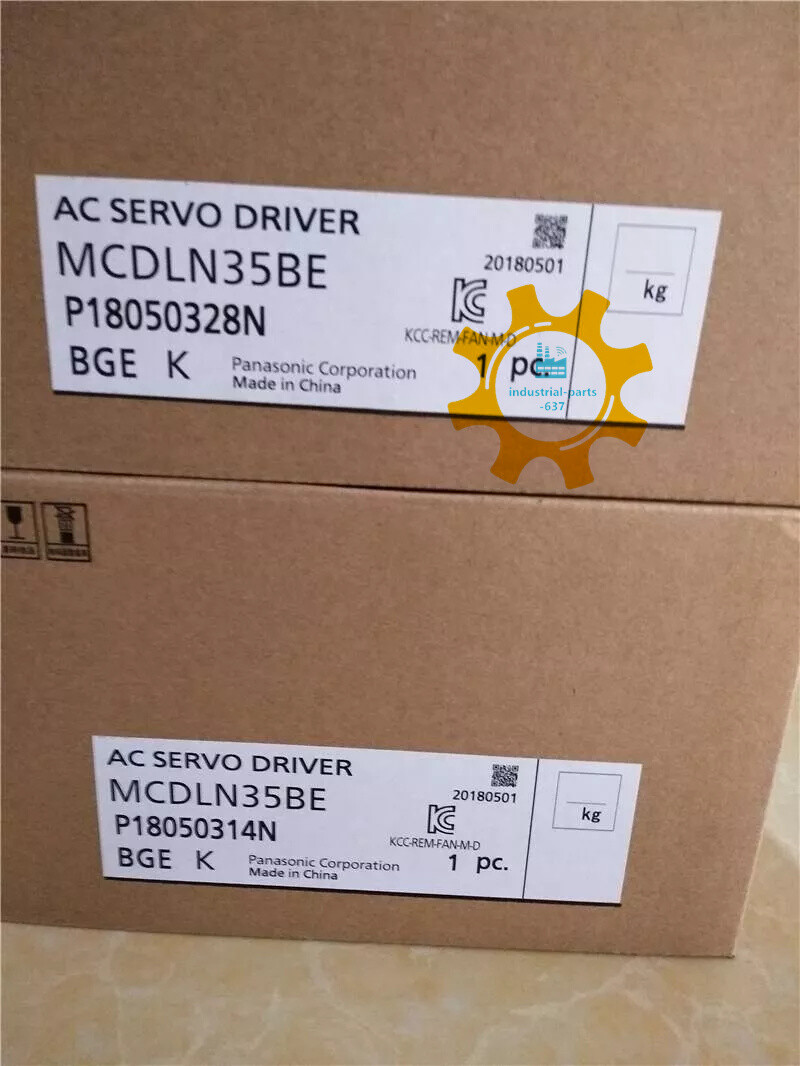 AC SERVO DRIVER
MCDLN35BE
20180501
kg
P18050328N
KCC-REM-FAN-M-D
BGE K
Panasonic Corporation
1 pc.
Made in China
industrial-parts
-637
AC SERVO DRIVER
MCDLN35BE
20180501
kg
P18050314N
KCC-REM-FAN-M-D
BGE K
Panasonic Corporation
1 pc.
Made in China